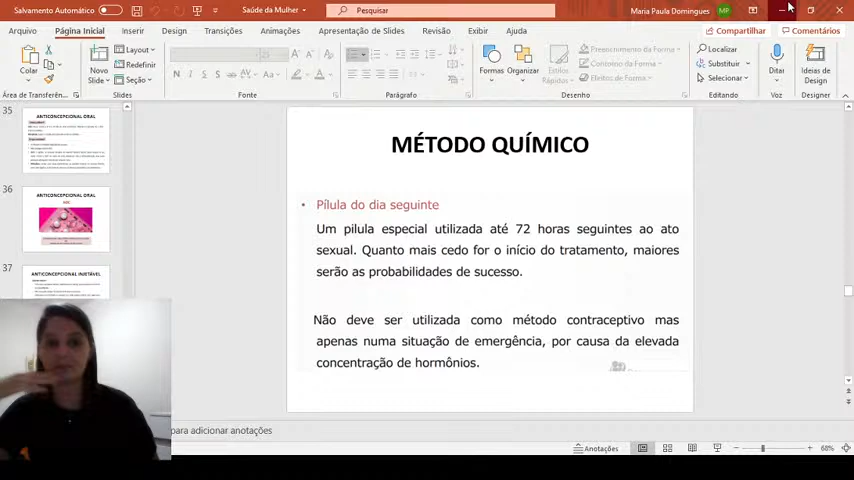 Salvamento Automático
Saúde da Mulher
Pesquisar
Maria Paula Domingues
MP
Arquivo
Página Inicial
Inserir
Design
Transições
Animações
Apresentação de Slides
Revisão
Exibir
Ajuda
Compartilhar
Comentários
Colar
Novo
Slide
Layout
Redefinir
Seção
Formas
Organizar
Estilos
Rápidos
Preenchimento da Forma
Contorno da Forma
Efeitos de Forma
Localizar
Substituir
Selecionar
Ditar
Ideias de
Design
Área de Transferên...
Slides
Fonte
Parágrafo
Desenho
Editando
Voz
Designer
35
ANTICONCEPCIONAL ORAL
36
ANTICONCEPCIONAL ORAL
37
ANTICONCEPCIONAL INJETÁVEL
MÉTODO QUÍMICO
• Pílula do dia seguinte
Um pilula especial utilizada até 72 horas seguintes ao ato
sexual. Quanto mais cedo for o início do tratamento, maiores
serão as probabilidades de sucesso.
Não deve ser utilizada como método contraceptivo mas
apenas numa situação de emergência, por causa da elevada
concentração de hormônios.
para adicionar anotações
Anotações
68%